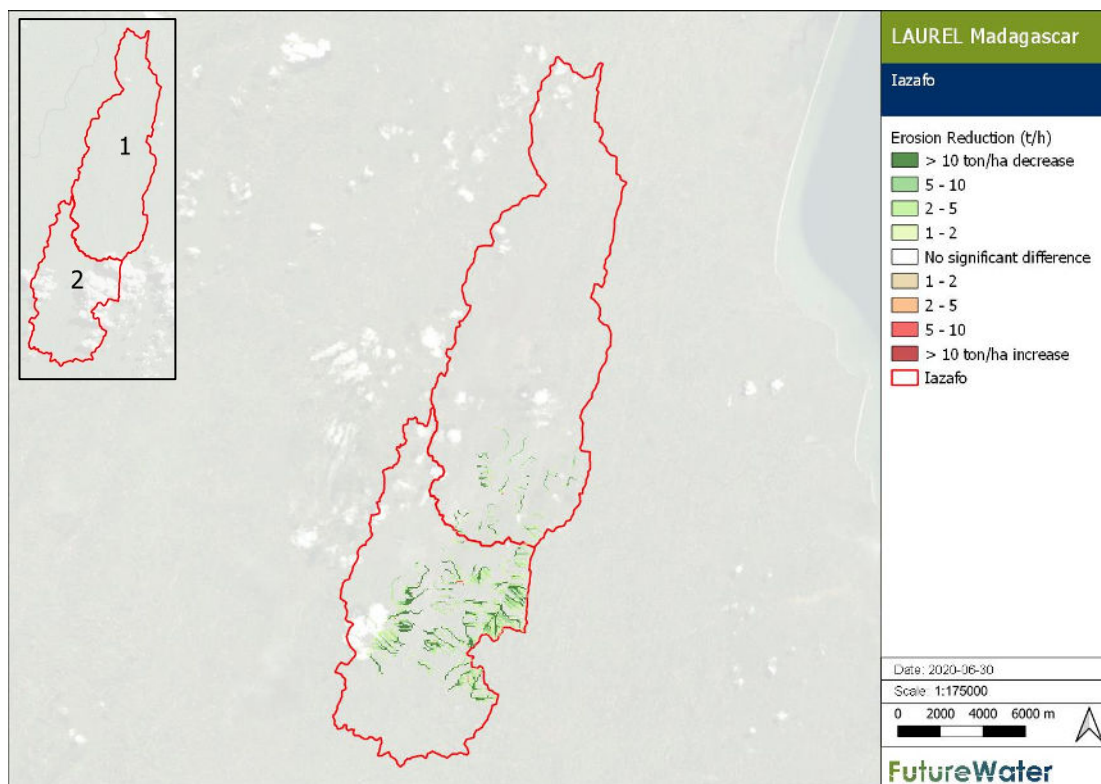 1
2
LAUREL Madagascar
Iazafo
Erosion Reduction (t/h)
> 10 ton/ha decrease
5 - 10
2 - 5
1 - 2
No significant difference
1 - 2
2 - 5
5 - 10
> 10 ton/ha increase
Iazafo
Date: 2020-06-30
Scale: 1:175000
0 2000 4000 6000 m
FutureWater